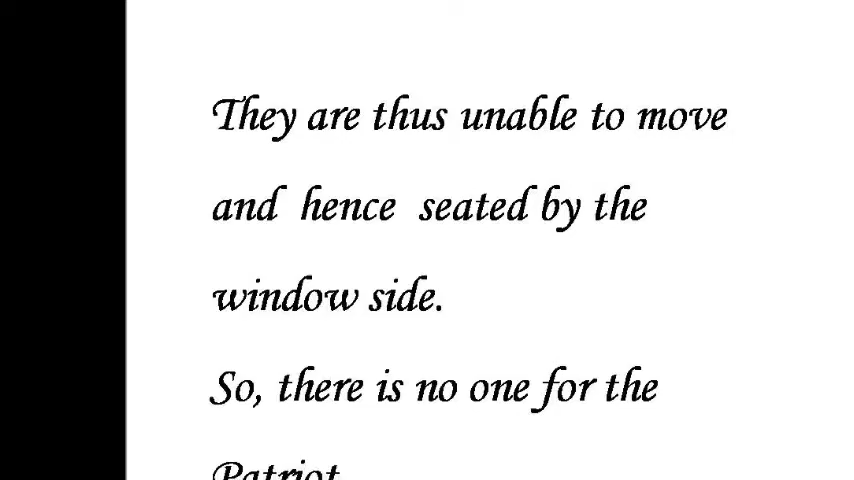 They are thus unable to move
and hence seated by the
window side.
So, there is no one for the
Patriot